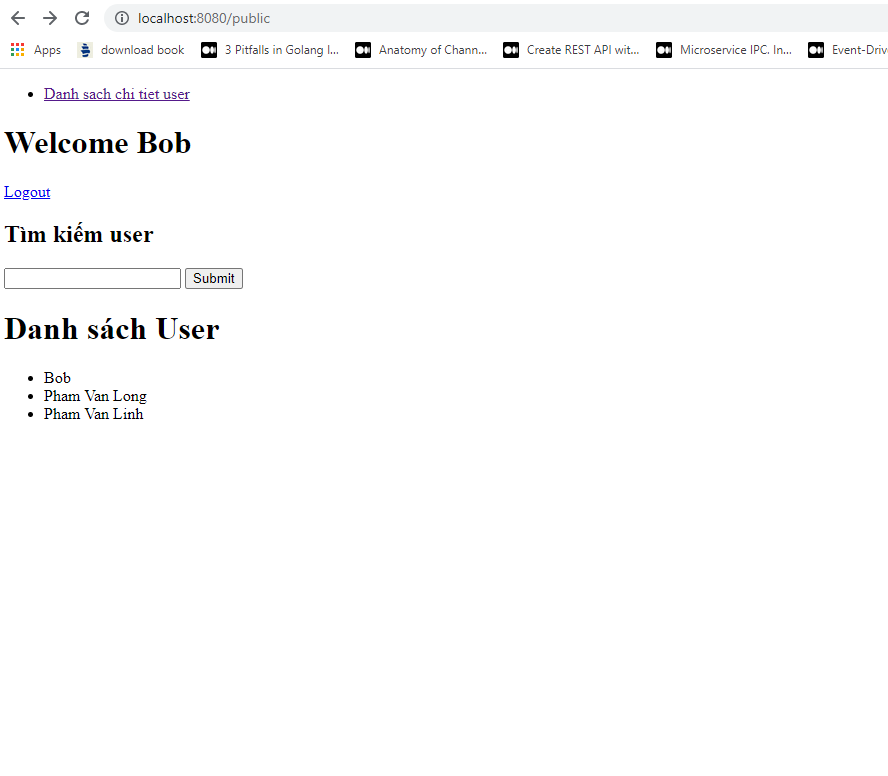 localhost:8080/public
Apps download book 3 Pitfalls in Golang I... Anatomy of Chann... Create REST API wit... Microservice IPC. In... Event-Driv
Danh sach chi tiet user
Welcome Bob
Logout
Tìm kiếm user
Submit
Danh sách User
Bob
Pham Van Long
Pham Van Linh